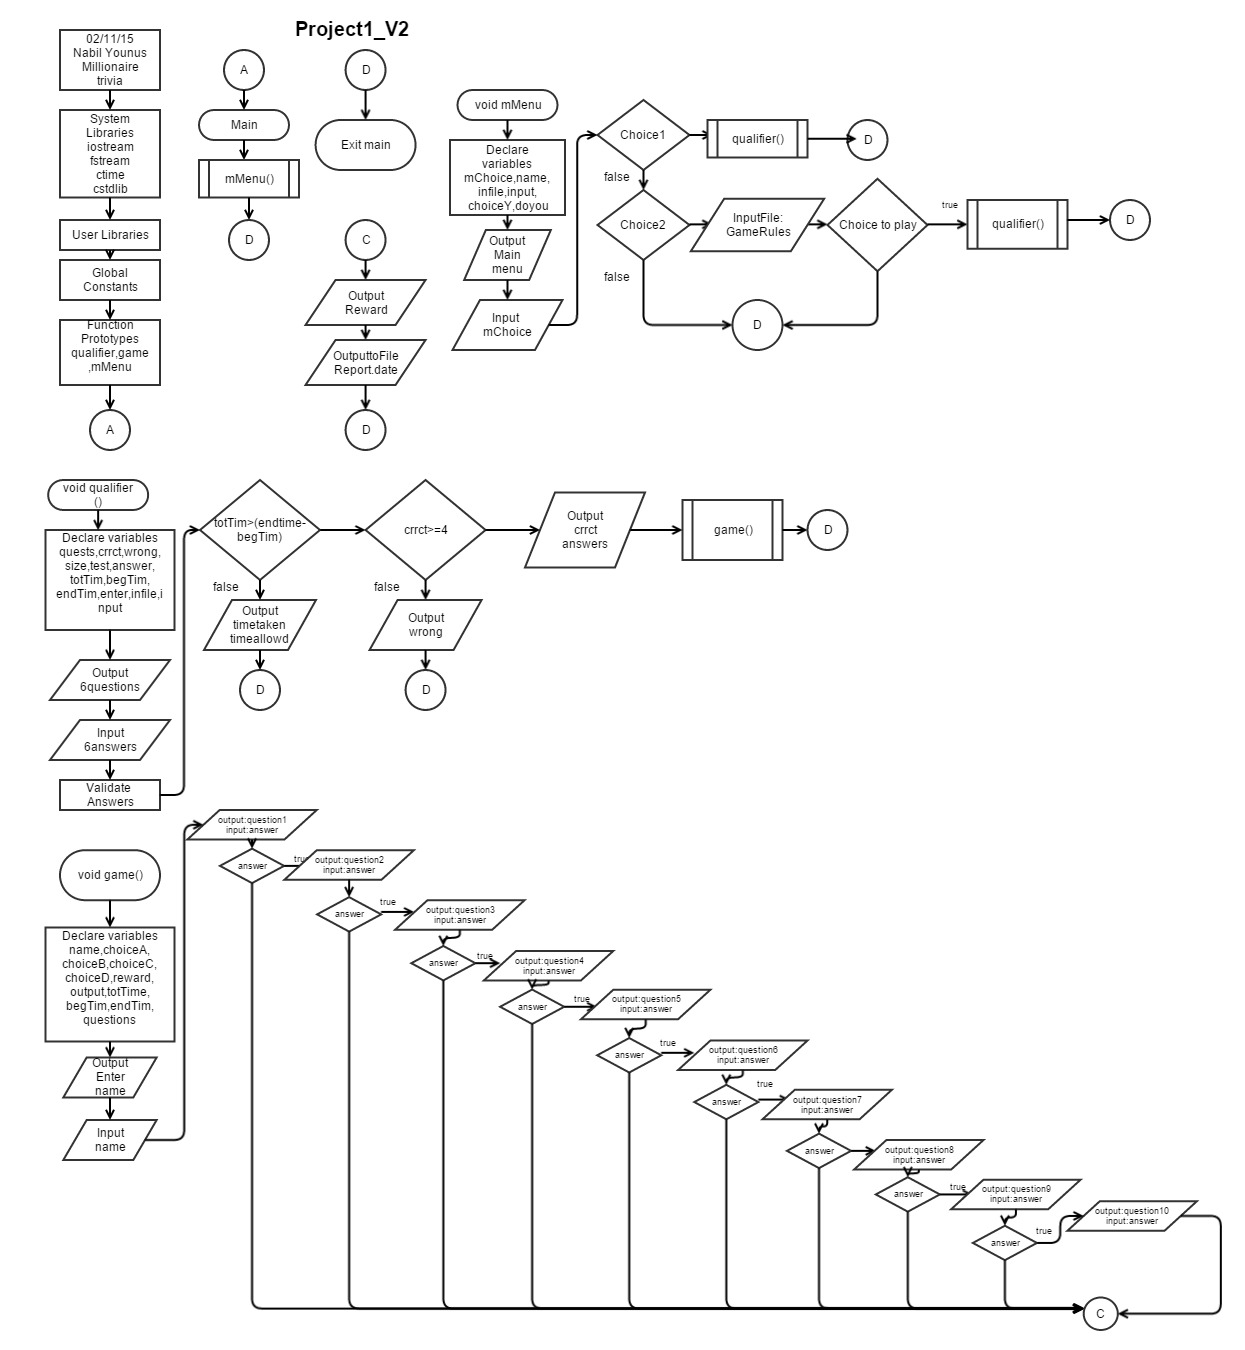 Project1_V2
02/11/15
Nabil Younus
Millionaire
trivia
System
Libraries
iostream
fstream
ctime
cstdlib
User Libraries
Global
Constants
Function
Prototypes
qualifier,game
,mMenu
A
A
Main
mMenu()
D
D
Exit main
C
Output
Reward
OutputtoFile
Report.date
D
void mMenu
Declare
variables
mChoice,name,
infile,input,
choiceY,doyou
Output
Main
menu
Input
mChoice
Choice1
false
qualifier()
D
Choice2
false
InputFile:
GameRules
Choice to play
true
qualifier()
D
D
void qualifier
()
Declare variables
quests,crrct,wrong,
size,test,answer,
totTim,begTim,
endTim,enter,infile,i
nput
Output
6questions
Input
6answers
Validate
Answers
totTim>(endtime-
begTim)
false
Output
timetaken
timeallowd
D
crrct>=4
false
Output
wrong
D
Output
crrct
answers
game()
D
void game()
Declare variables
name,choiceA,
choiceB,choiceC,
choiceD,reward,
output,totTime,
begTim,endTim,
questions
Output
Enter
name
Input
name
output:question1
input:answer
answer
true
output:question2
input:answer
answer
true
output:question3
input:answer
answer
true
output:question4
input:answer
answer
true
output:question5
input:answer
answer
true
output:question6
input:answer
answer
true
output:question7
input:answer
answer
output:question8
input:answer
answer
true
output:question9
input:answer
answer
true
output:question10
input:answer
C